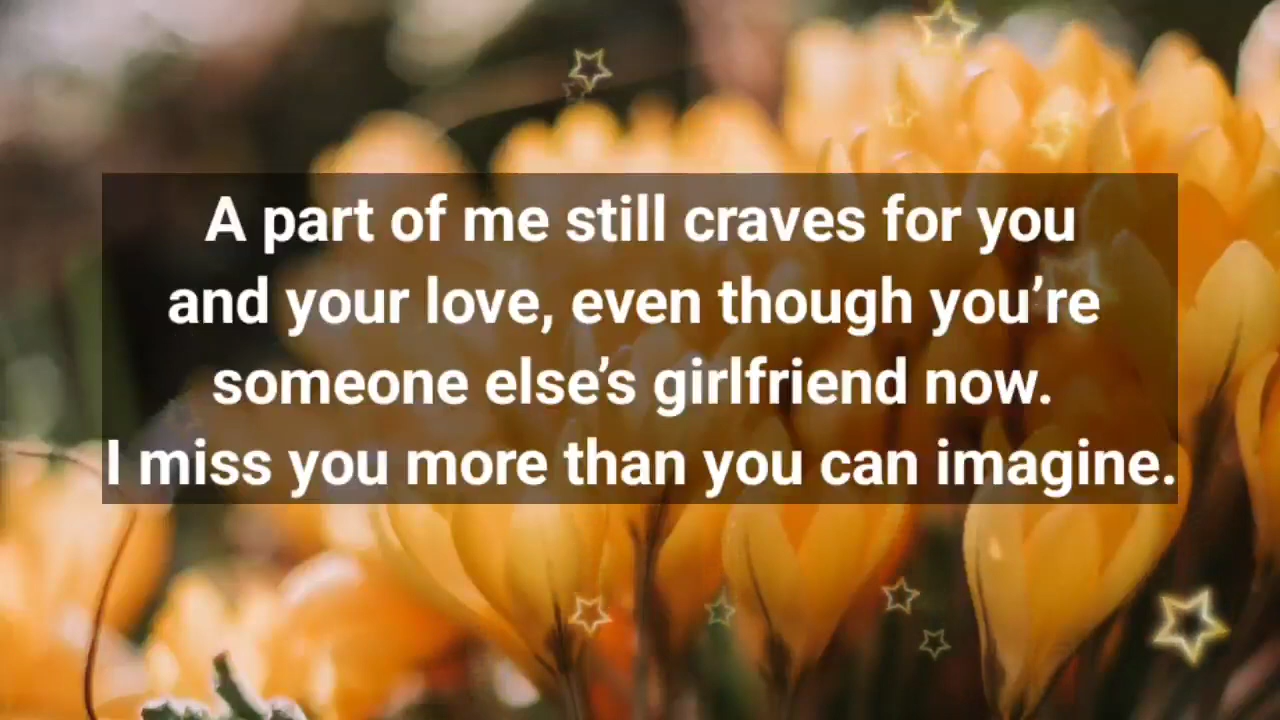 A part of me still craves for you
and your love, even though you’re
someone else’s girlfriend now.
I miss you more than you can imagine.